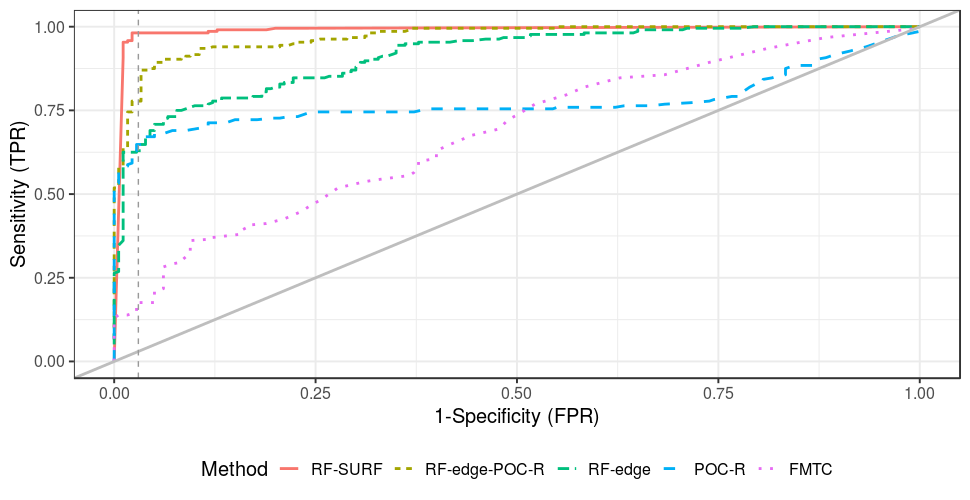 1.00
0.75
0.50
0.25
0.00
Sensitivity (TPR)
0.00 0.25 0.50 0.75 1.00
1-Specificity (FPR)
Method RF-SURF RF-edge-POC-R RF-edge POC-R FMTC